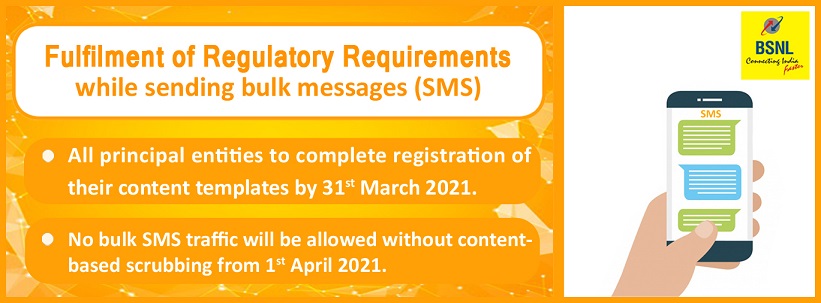 Fulfilment of Regulatory Requirements
while sending bulk messages (SMS)
All principal entities to complete registration of
their content templates by 31st March 2021.
No bulk SMS traffic will be allowed without content-
based scrubbing from 1st April 2021.
BSNL
Connecting India
faster
SMS